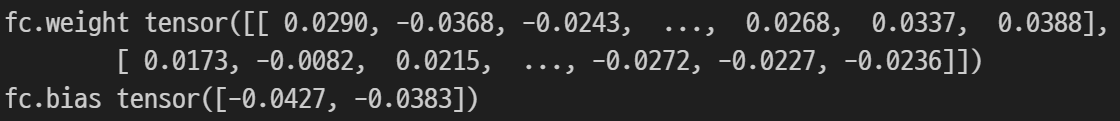 fc.weight tensor([[ 0.0290, -0.0368, -0.0243,  ...,  0.0268,  0.0337,  0.0388],
        [ 0.0173, -0.0082,  0.0215,  ..., -0.0272, -0.0227, -0.0236]])
fc.bias tensor([-0.0427, -0.0383])